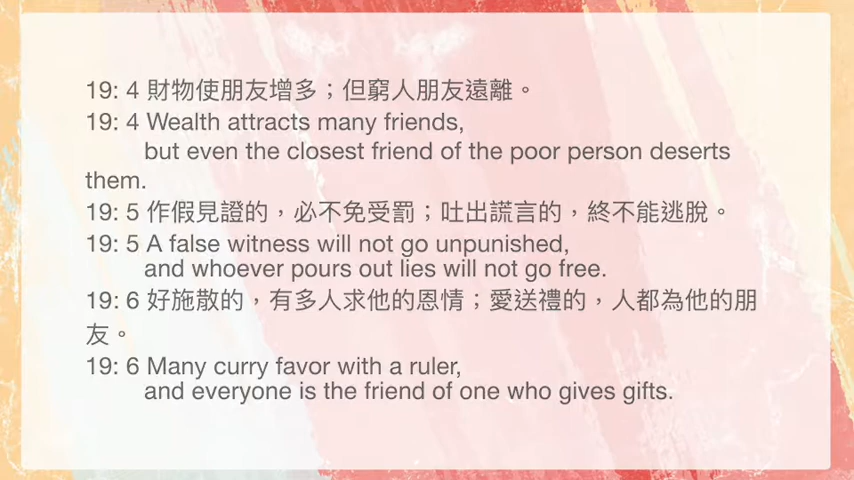 19: 4 財物使朋友增多；但窮人朋友遠離。
19: 4 Wealth attracts many friends,
but even the closest friend of the poor person deserts
them.
19: 5 作假見證的，必不免受罰；吐出謊言的，終不能逃脫。
19: 5 A false witness will not go unpunished,
and whoever pours out lies will not go free.
19: 6 好施散的，有多人求他的恩情；愛送禮的，人都為他的朋
友。
19: 6 Many curry favor with a ruler,
and everyone is the friend of one who gives gifts.